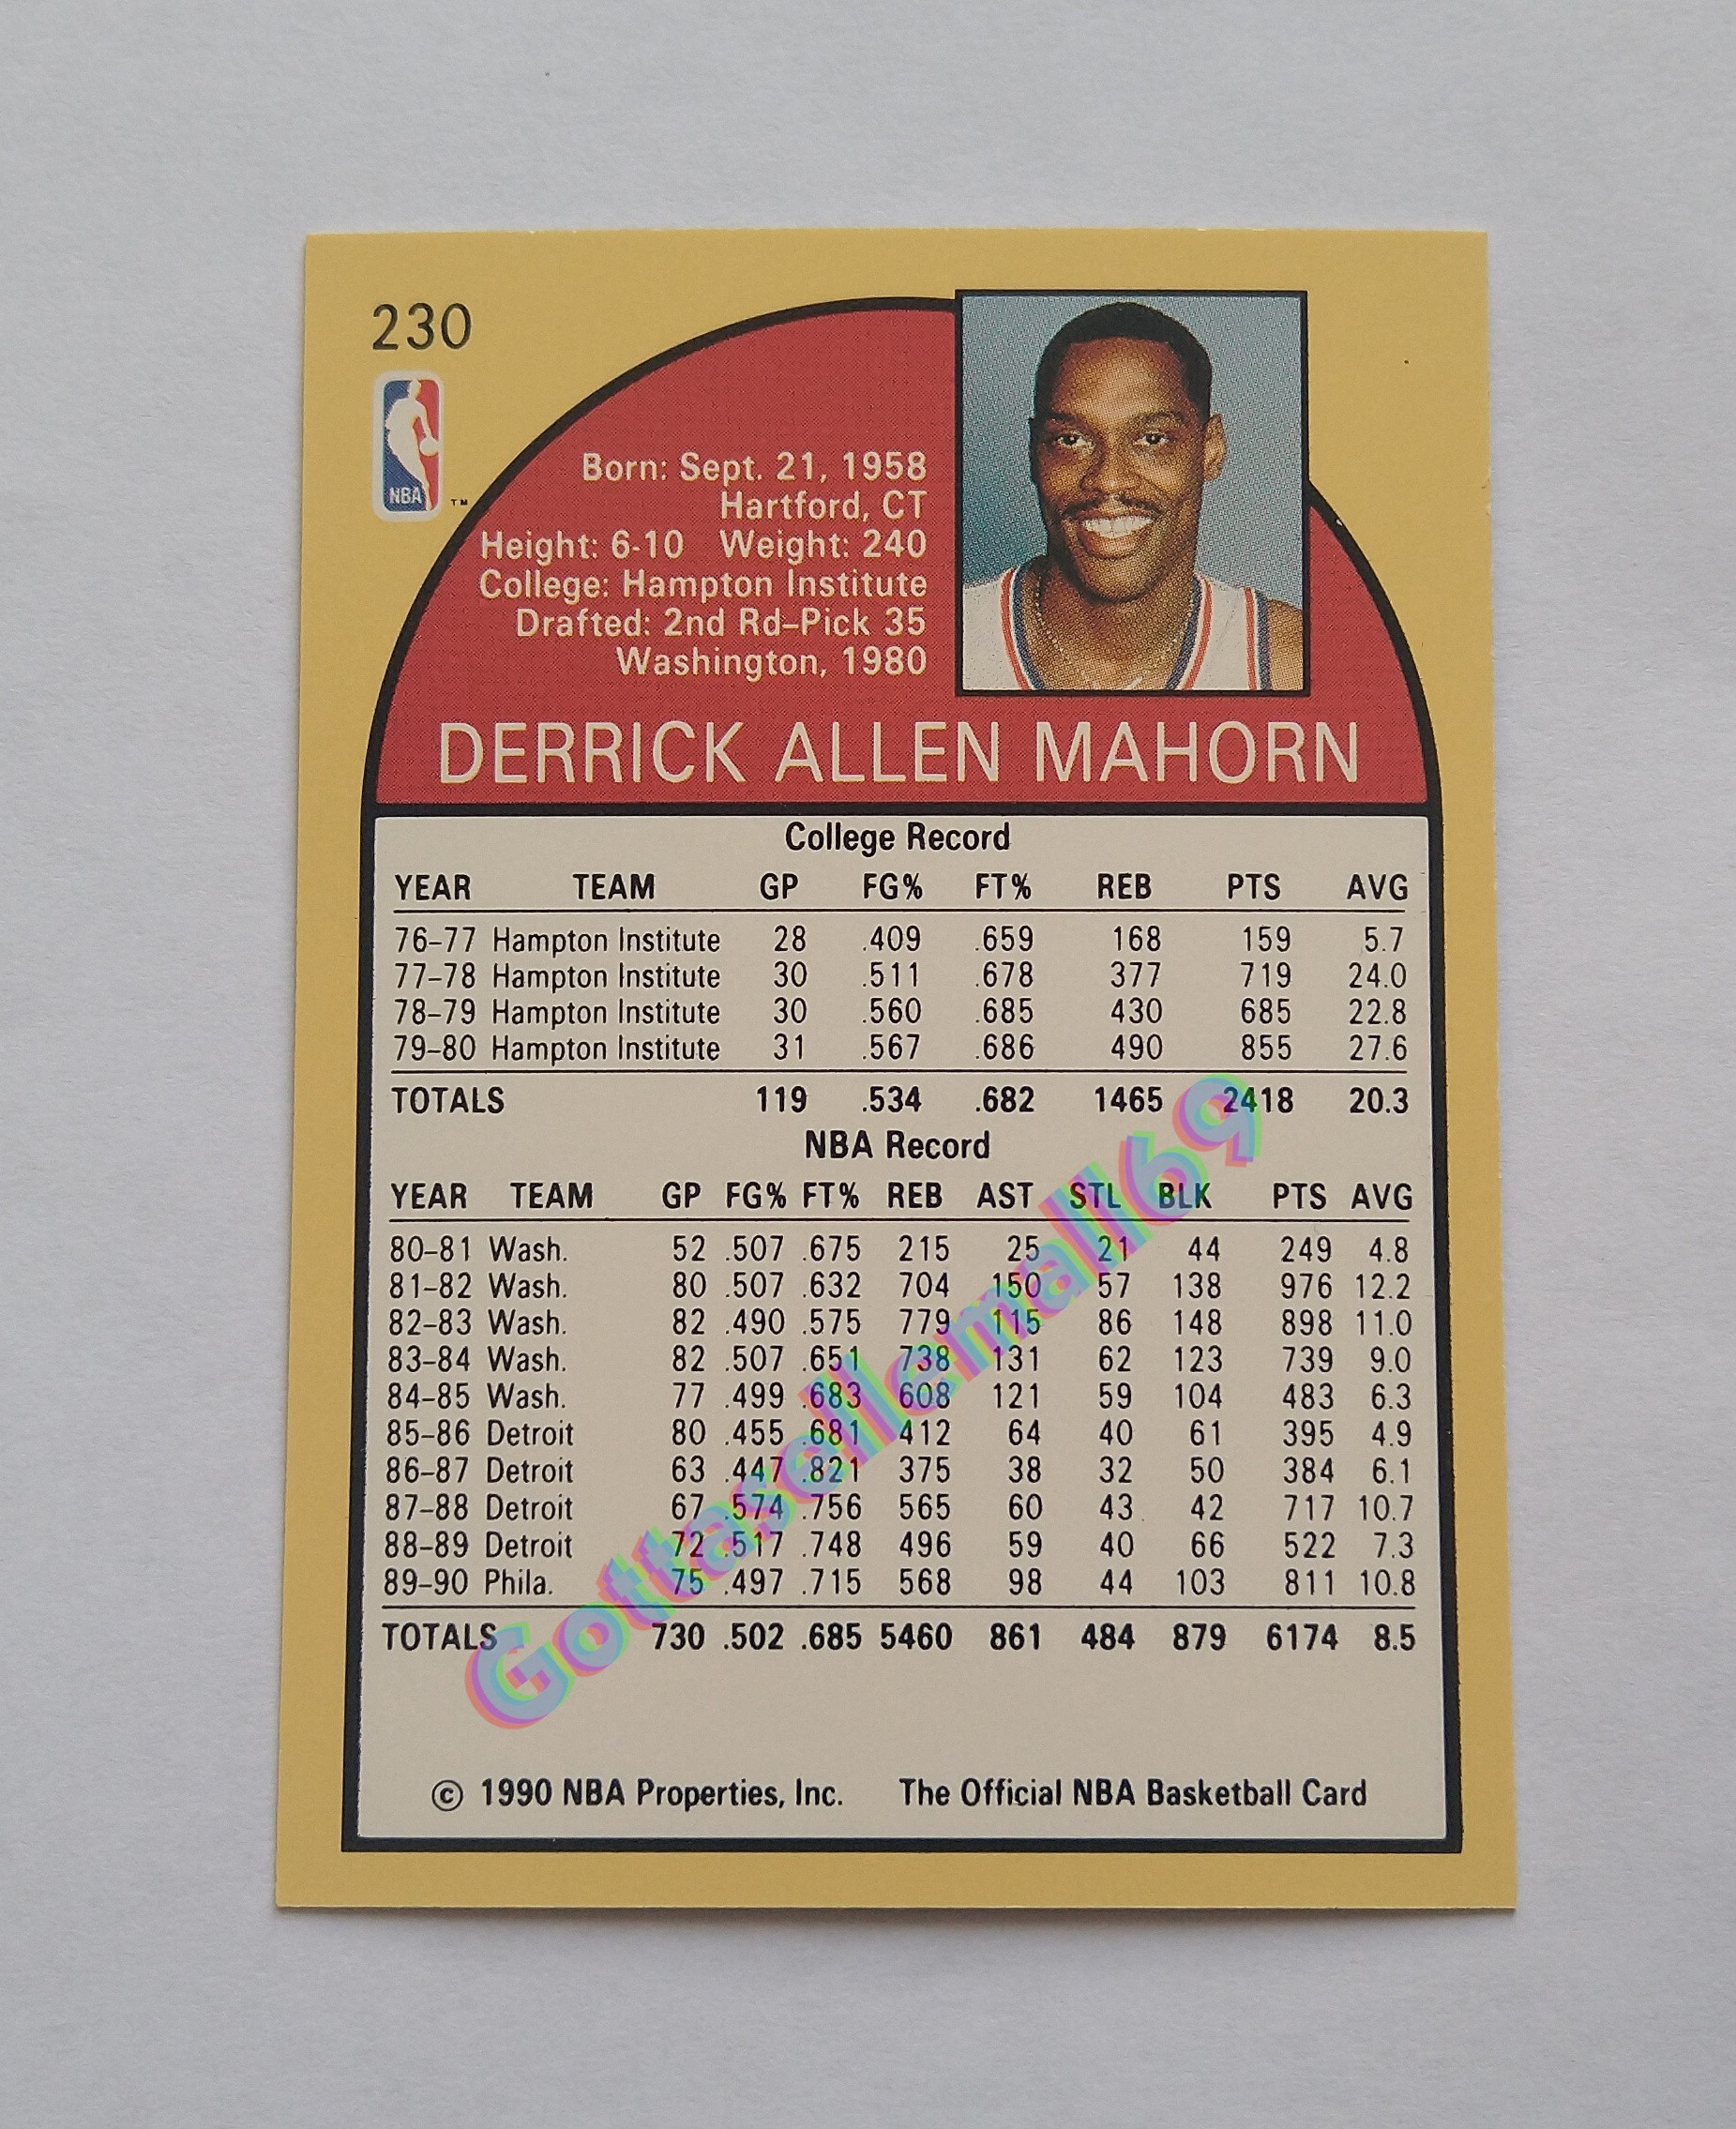 230
NBA
TM
Born: Sept. 21, 1958
Hartford, CT
Height: 6-10 Weight: 240
College: Hampton Institute
Drafted: 2nd Rd–Pick 35
Washington, 1980
DERRICK ALLEN MAHORN
College Record
YEAR TEAM GP FG% FT% REB PTS AVG
76–77 Hampton Institute 28 .409 .659 168 159 5.7
77–78 Hampton Institute 30 .511 .678 377 719 24.0
78–79 Hampton Institute 30 .560 .685 430 685 22.8
79–80 Hampton Institute 31 .567 .686 490 855 27.6
TOTALS 119 .534 .682 1465 2418 20.3
NBA Record
YEAR TEAM GP FG% FT% REB AST STL BLK PTS AVG
80–81 Wash. 52 .507 .675 215 25 21 44 249 4.8
81–82 Wash. 80 .507 .632 704 150 57 138 976 12.2
82–83 Wash. 82 .490 .575 779 115 86 148 898 11.0
83–84 Wash. 82 .507 .651 738 131 62 123 739 9.0
84–85 Wash. 77 .499 .683 608 121 59 104 483 6.3
85–86 Detroit 80 .455 .681 412 64 40 61 395 4.9
86–87 Detroit 63 .447 .821 375 38 32 50 384 6.1
87–88 Detroit 67 .574 .756 565 60 43 42 717 10.7
88–89 Detroit 72 .517 .748 496 59 40 66 522 7.3
89–90 Phila. 75 .497 .715 568 98 44 103 811 10.8
TOTALS 730 .502 .685 5460 861 484 879 6174 8.5
Gottasellemall69
© 1990 NBA Properties, Inc. The Official NBA Basketball Card